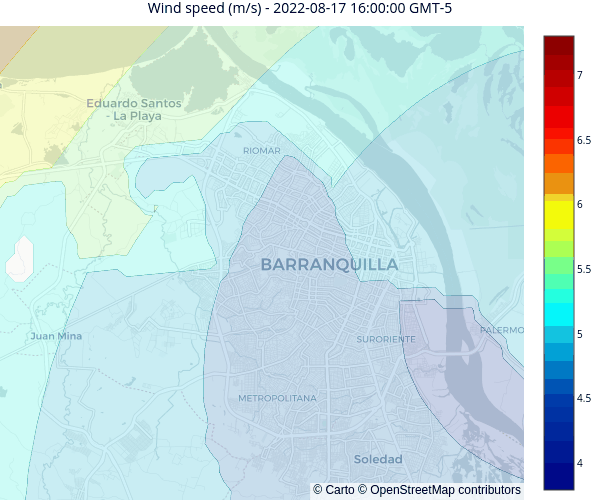 Wind speed (m/s) - 2022-08-17 16:00:00 GMT-5
Eduardo Santos
- La Playa
RIOMAR
BARRANQUILLA
Juan Mina
SURORIENTE
PALERMO
METROPOLITANA
Soledad
© Carto © OpenStreetMap contributors
7
6.5
6
5.5
5
4.5
4